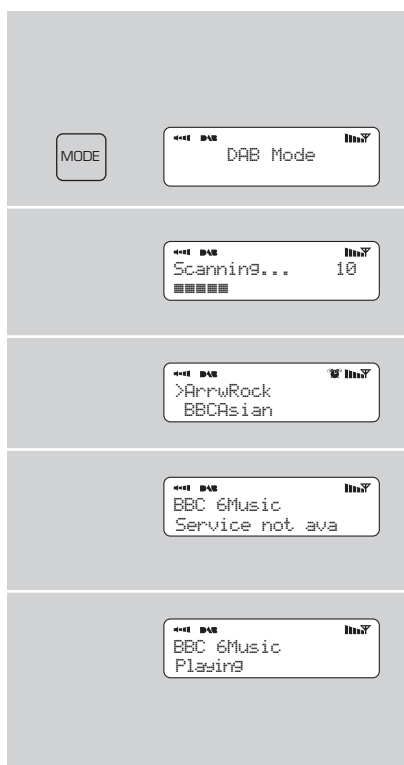 MODE
DAB
DAB Mode
DAB
Scanning... 10
DAB
>ArrwRock
BBCAsian
DAB
BBC 6Music
Service not ava
DAB
BBC 6Music
Playing